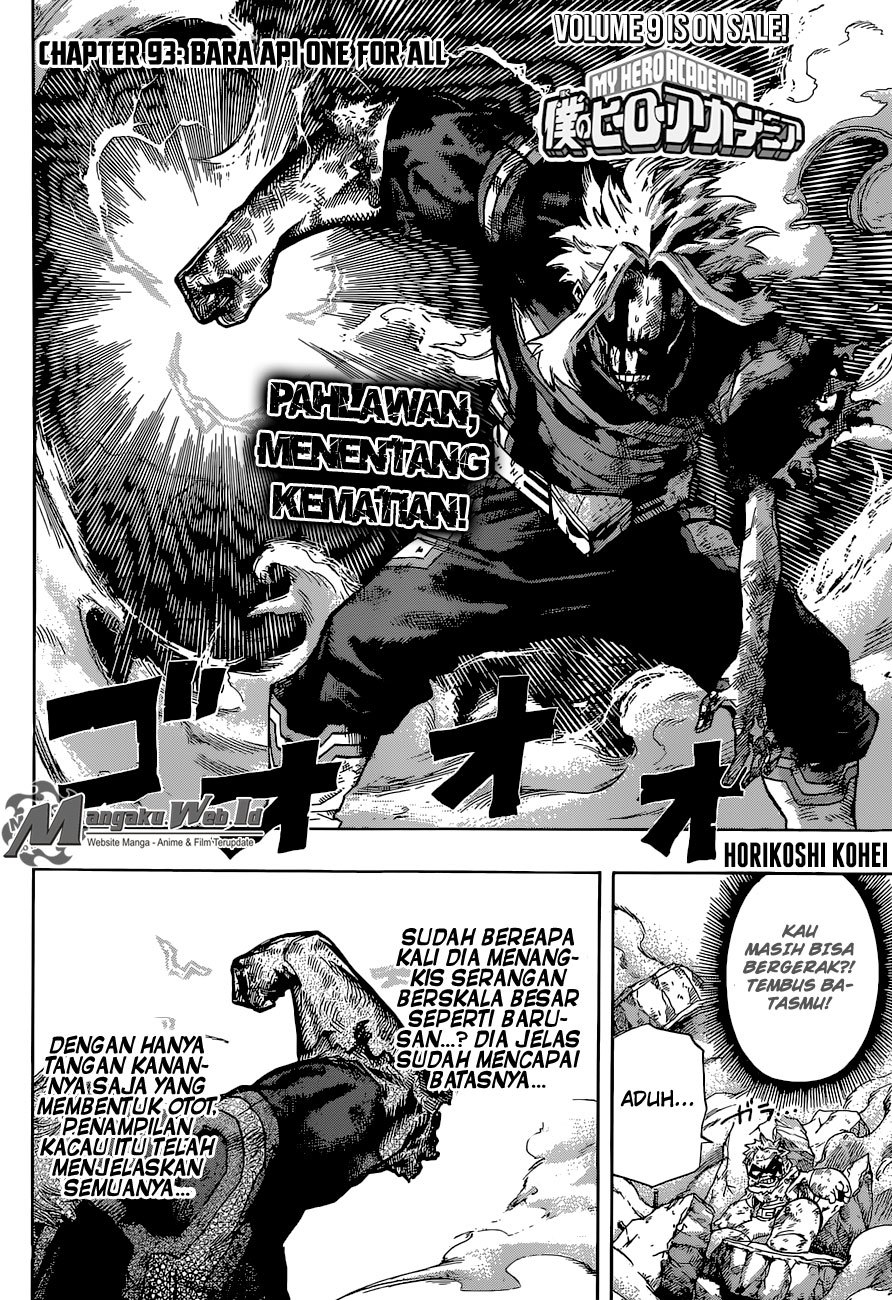 CHAPTER 93: BARA API ONE FOR ALL
VOLUME 9 IS ON SALE!
MY HERO ACADEMIA
僕のヒーローアカデミア
PAHLAWAN,
MENENTANG
KEMATIAN!
ゴオオオ
Mangaku.Web.Id
Website Manga - Anime & Film Terupdate
HORIKOSHI KOHEI
KAU
MASIH BISA
BERGERAK?!
TEMBUS BA-
TASMU!
ADUH...
ガラ...
SUDAH BEREAPA
KALI DIA MENANG-
KIS SERANGAN
BERSKALA BESAR
SEPERTI BARU-
SAN...? DIA JELAS
SUDAH MENCAPAI
BATASNYA...
DENGAN HANYA
TANGAN KANAN-
NYA SAJA YANG
MEMBENTUK OTOT.
PENAMPILAN
KACAU ITU TELAH
MENJELASKAN
SEMUANYA...